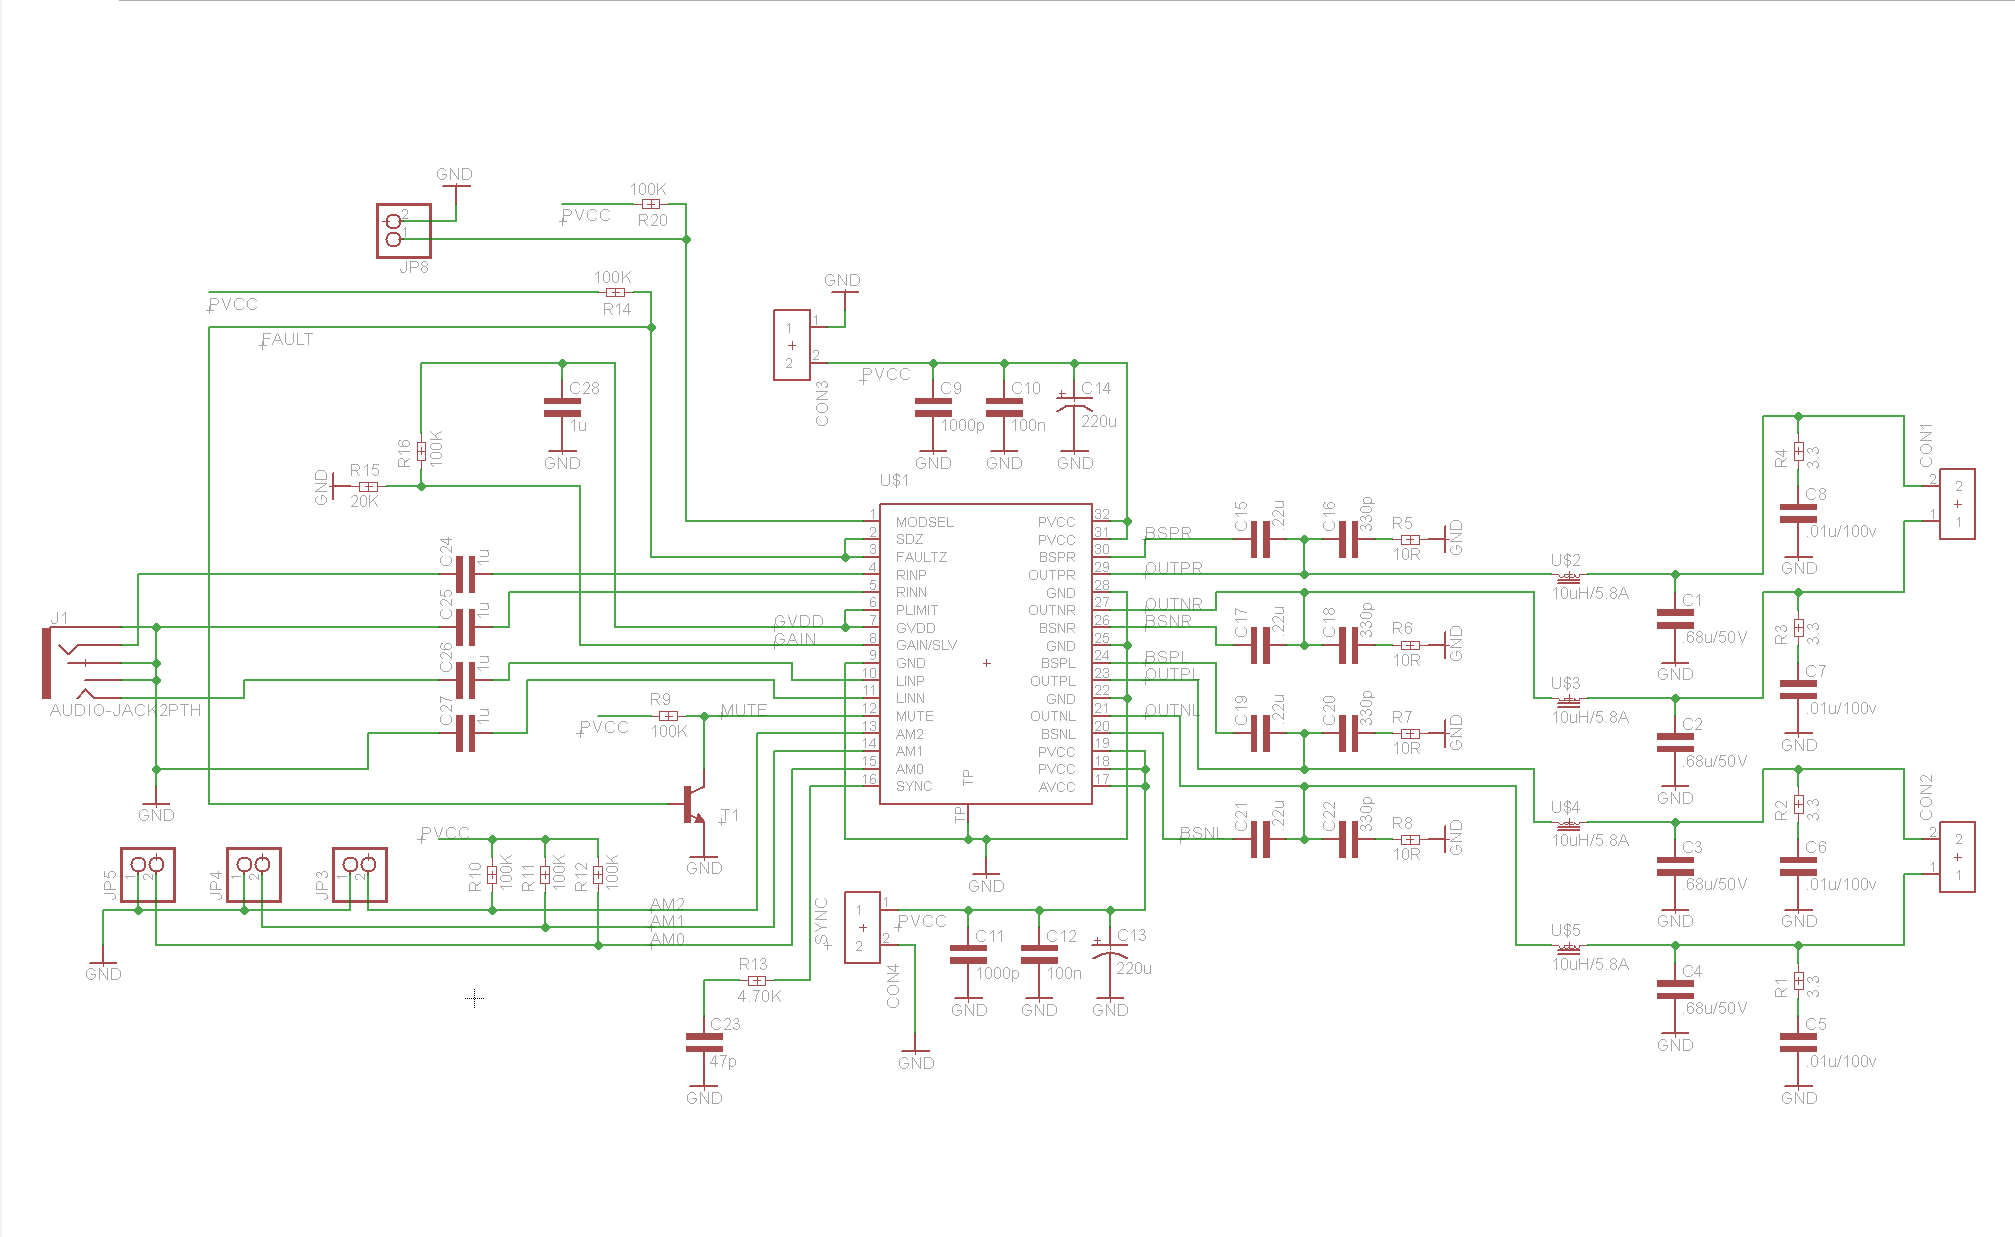 GND
100K
PVCC
R20
2
1
JP8
100K
PVCC
R14
FAULT
GND
1
1
2
2
CON3
PVCC
C9
1000p
GND
C10
100n
GND
C14
220u
GND
C28
1u
GND
R16
100K
GND
R15
20K
U$1
1 MODSEL
2 SDZ
3 FAULTZ
4 RINP
5 RINN
6 PLIMIT
7 GVDD
8 GAIN/SLV
9 GND
10 LINP
11 LINN
12 MUTE
13 AM2
14 AM1
15 AM0
16 SYNC
PVCC 32
PVCC 31
BSPR 30
OUTPR 29
GND 28
OUTNR 27
BSNR 26
GND 25
BSPL 24
OUTPL 23
GND 22
OUTNL 21
BSNL 20
PVCC 19
PVCC 18
AVCC 17
TP
TP
GND
GVDD
GAIN
C24
1u
C25
1u
C26
1u
C27
1u
J1
AUDIO-JACK2PTH
GND
R9
PVCC
100K
MUTE
T1
GND
PVCC
R10
100K
R11
100K
R12
100K
JP5
1
2
JP4
1
2
JP3
1
2
GND
AM2
AM1
AM0
SYNC
R13
4.70K
C23
47p
GND
1
1
2
2
CON4
PVCC
GND
C11
1000p
GND
C12
100n
GND
C13
220u
GND
BSPR
OUTPR
OUTNR
BSNR
BSPL
OUTPL
OUTNL
BSNL
C15
.22u
C16
330p
R5
10R
GND
C17
.22u
C18
330p
R6
10R
GND
C19
.22u
C20
330p
R7
10R
GND
C21
.22u
C22
330p
R8
10R
GND
U$2
10uH/5.8A
U$3
10uH/5.8A
U$4
10uH/5.8A
U$5
10uH/5.8A
C1
.68u/50V
GND
C2
.68u/50V
GND
C3
.68u/50V
GND
C4
.68u/50V
GND
R4
3.3
C8
.01u/100v
GND
R3
3.3
C7
.01u/100v
GND
R2
3.3
C6
.01u/100v
GND
R1
3.3
C5
.01u/100v
GND
CON1
2
2
1
1
CON2
2
2
1
1